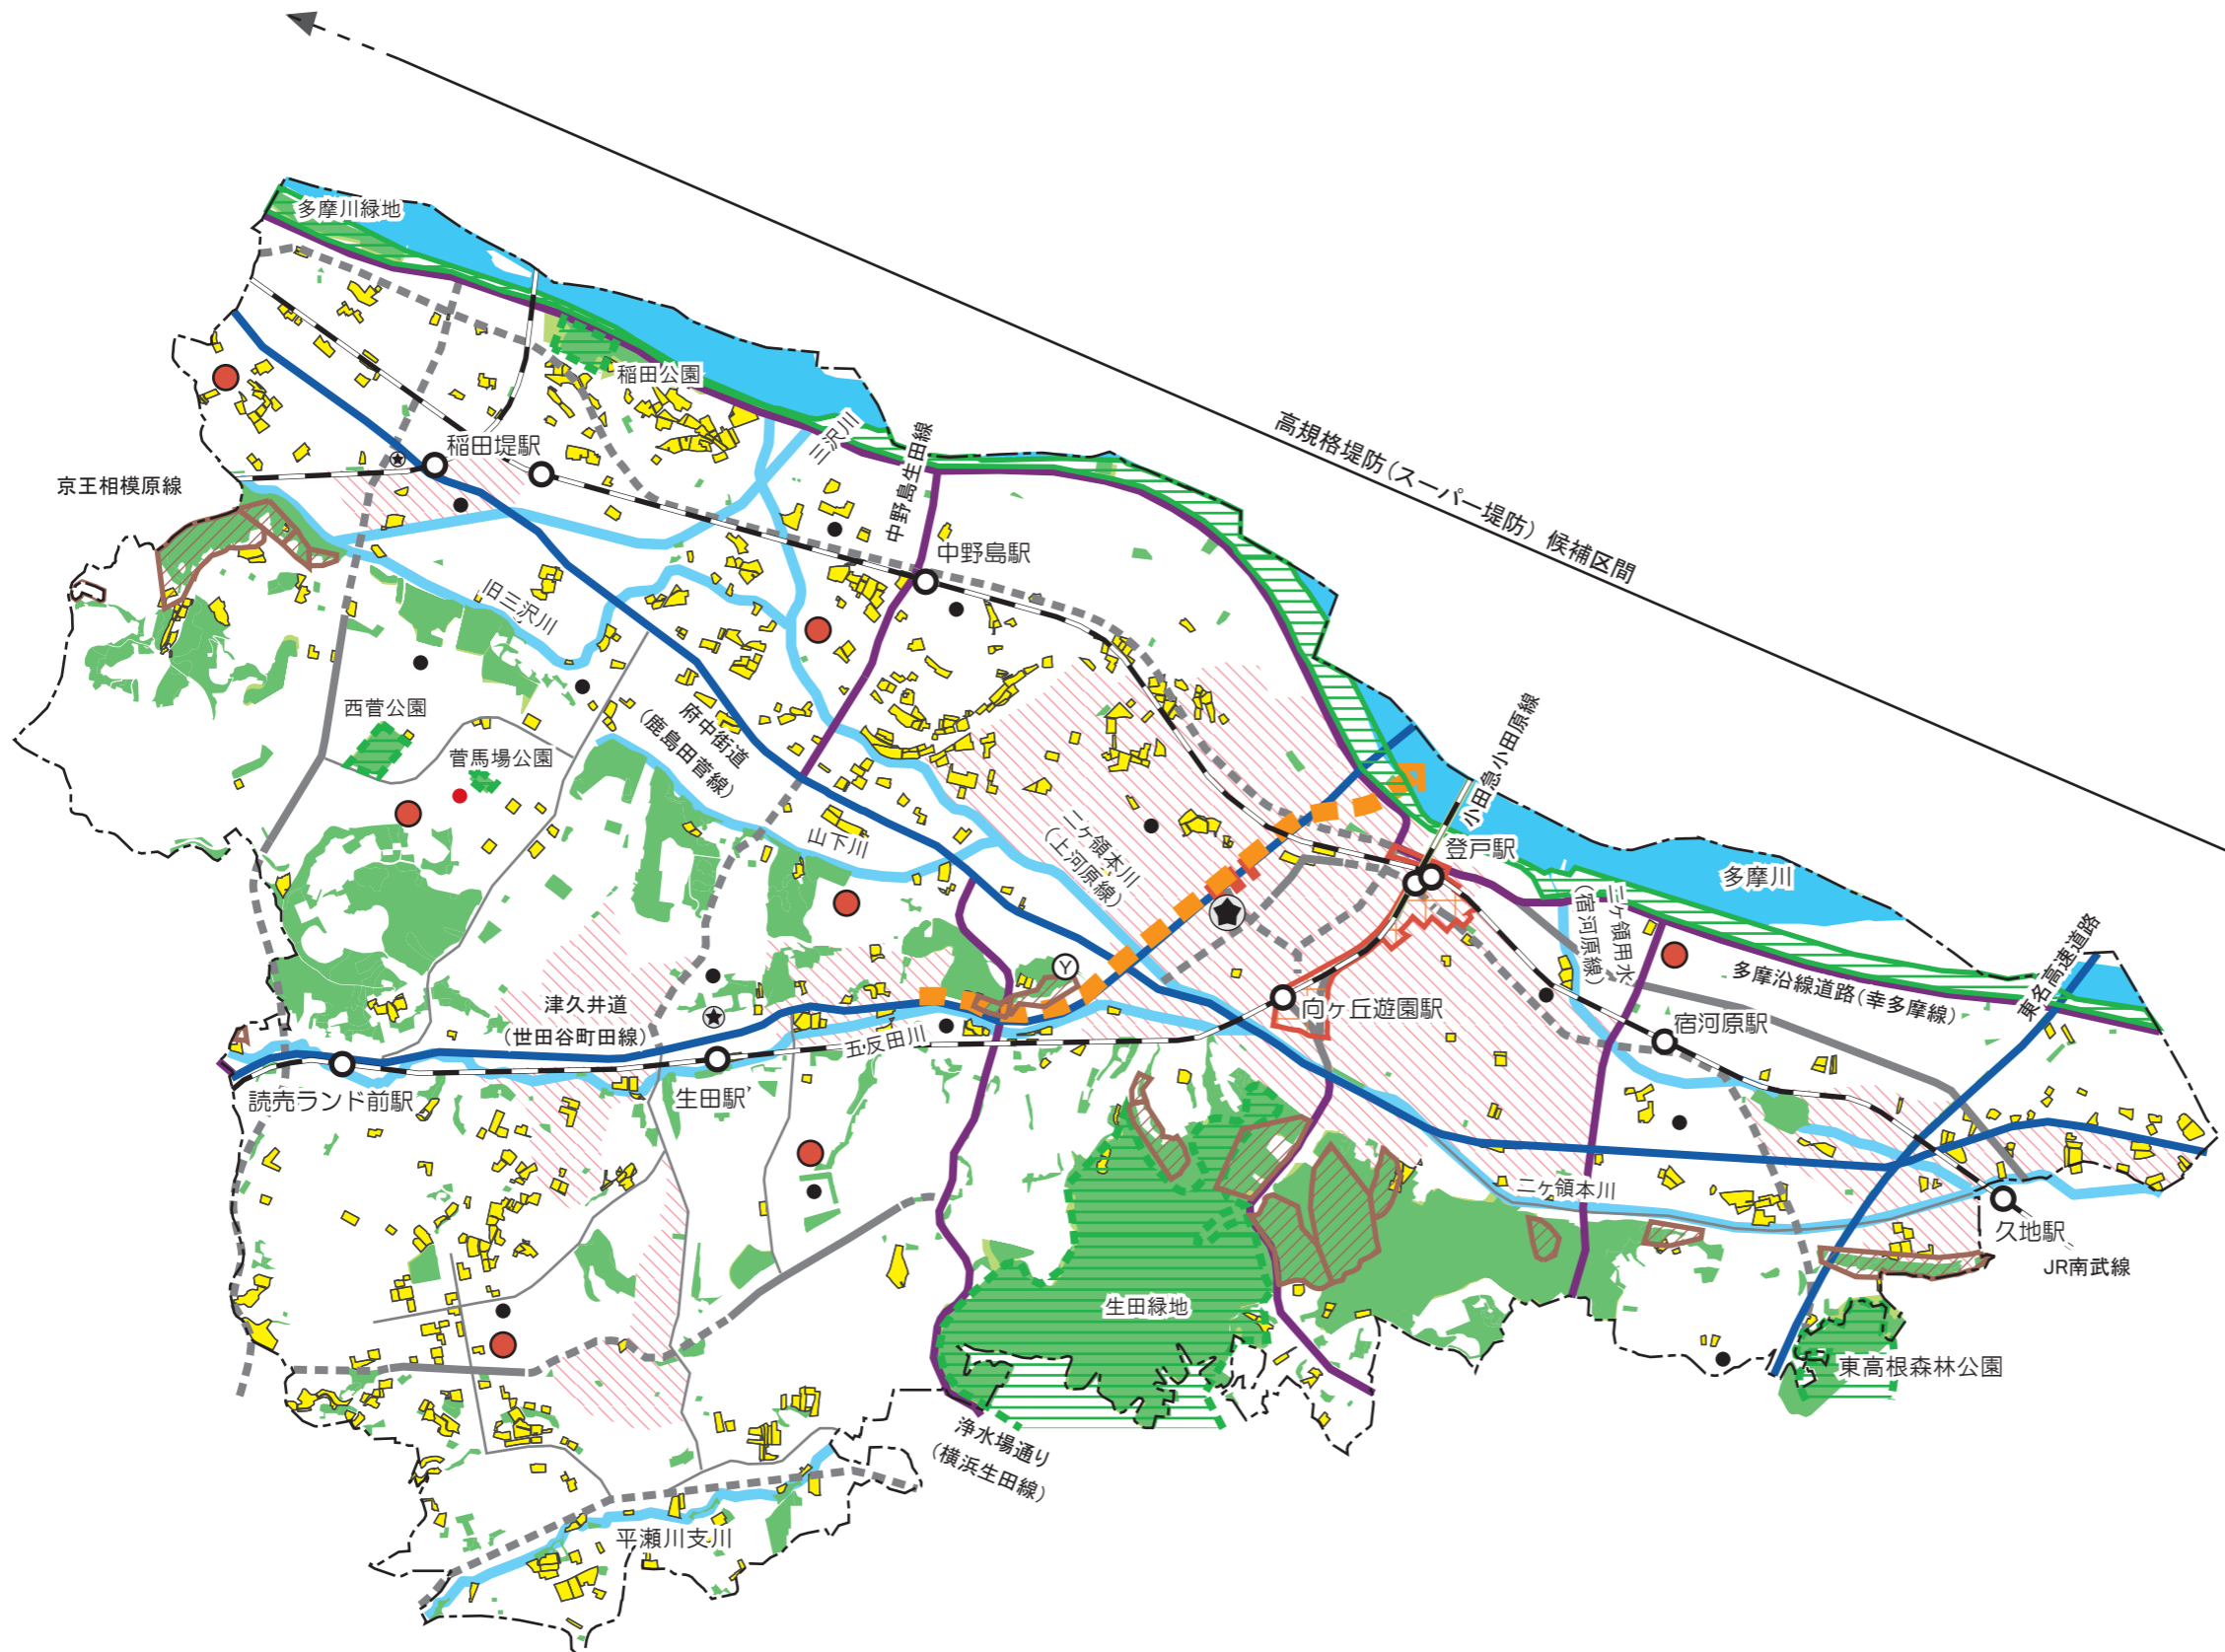 多摩川緑地
稲田公園
高規格堤防(スーパー堤防)候補区間
三沢川
中野島生田線
稲田堤駅
京王相模原線
中野島駅
旧三沢川
西菅公園
菅馬場公園
府中街道
(鹿島田菅線)
小田急小田原線
山下川
二ヶ領本川
(上河原線)
登戸駅
多摩川
二ヶ領用水
(宿河原線)
東名高速道路
多摩沿線道路(幸多摩線)
津久井道
(世田谷町田線)
Y
向ヶ丘遊園駅
宿河原駅
五反田川
読売ランド前駅
生田駅
二ヶ領本川
久地駅
JR南武線
生田緑地
東高根森林公園
浄水場通り
(横浜生田線)
平瀬川支川